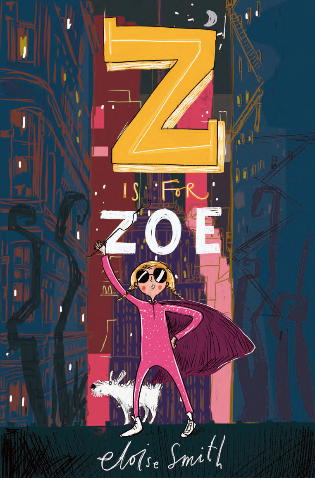 Z
IS FOR
ZOE
eloise smith